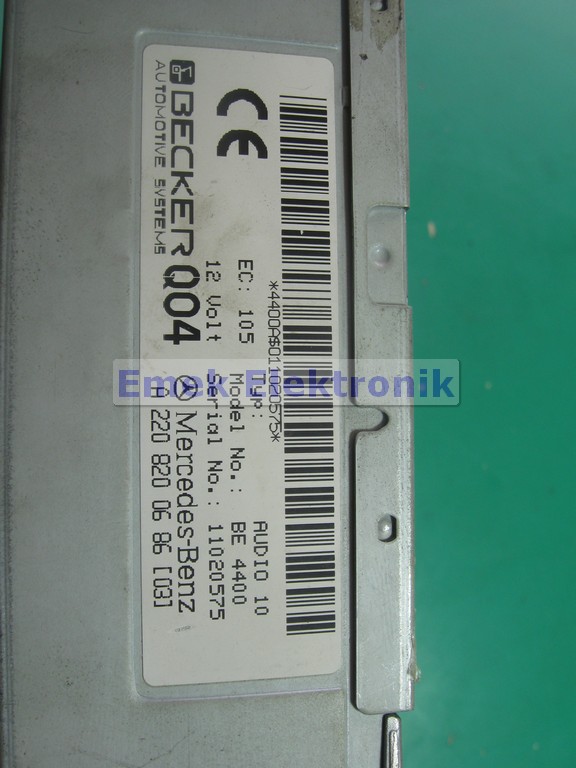 BECKER
AUTOMOTIVE SYSTEMS
Q04
Mercedes-Benz
A 220 820 06 86 [03]
12 Volt
Serial No.: 11020575
Model No.: BE 4400
EC: 105
Typ: AUDIO 10
CE
*4400A$011020575*
Emek Elektronik